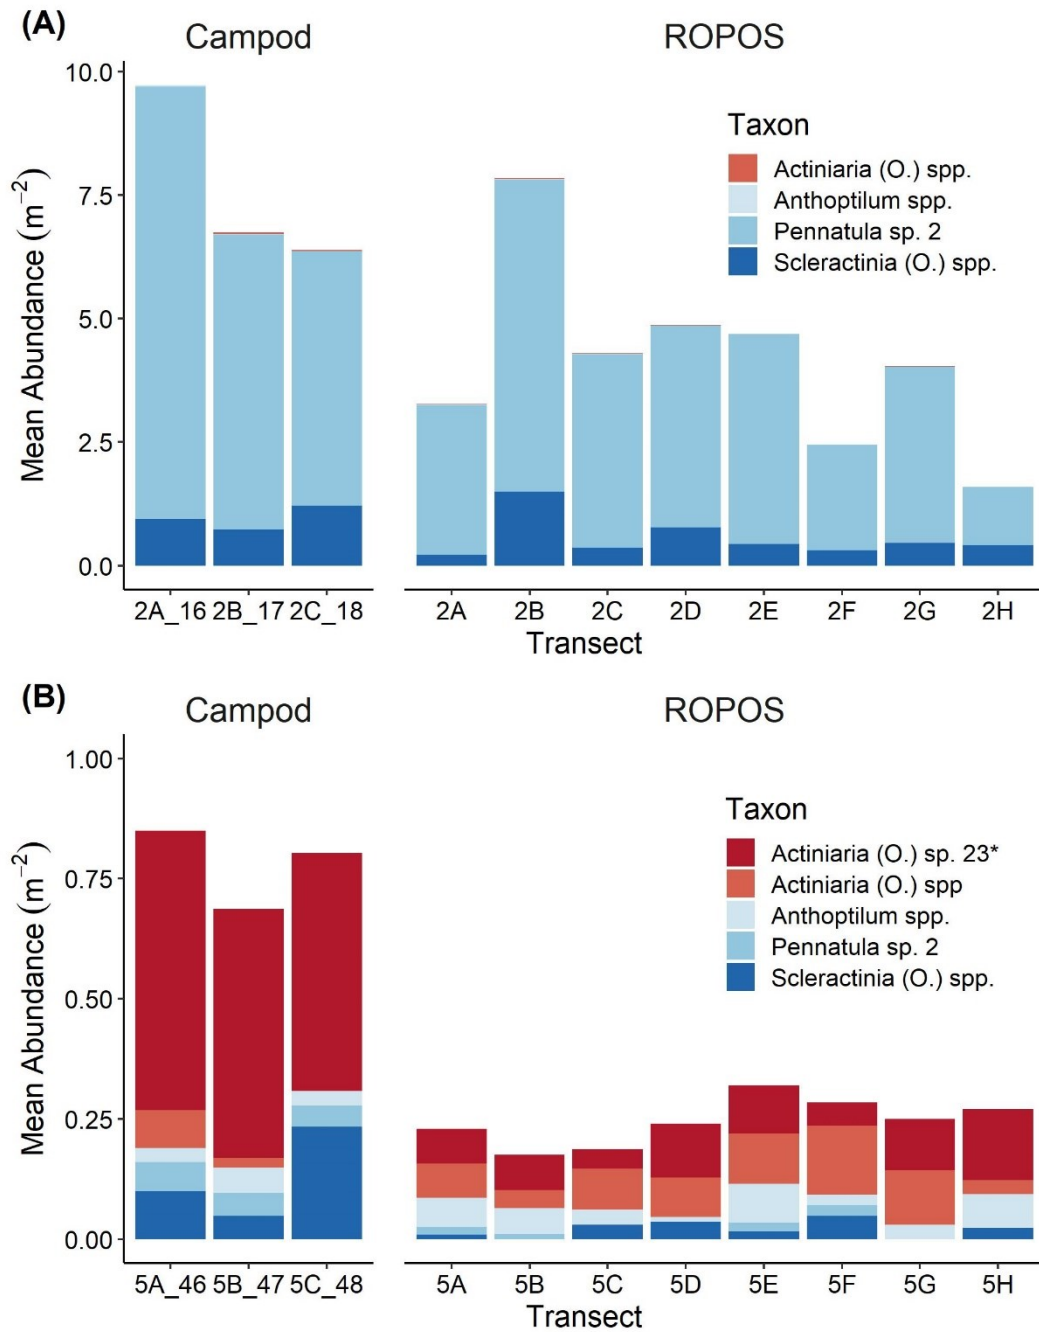 (A)
Campod ROPOS
Mean Abundance (m⁻²)
10.0
7.5
5.0
2.5
0.0
Taxon
Actiniaria (O.) spp.
Anthoptilum spp.
Pennatula sp. 2
Scleractinia (O.) spp.
2A_16 2B_17 2C_18 2A 2B 2C 2D 2E 2F 2G 2H
Transect
(B)
Campod ROPOS
Mean Abundance (m⁻²)
1.00
0.75
0.50
0.25
0.00
Taxon
Actiniaria (O.) sp. 23*
Actiniaria (O.) spp
Anthoptilum spp.
Pennatula sp. 2
Scleractinia (O.) spp.
5A_46 5B_47 5C_48 5A 5B 5C 5D 5E 5F 5G 5H
Transect